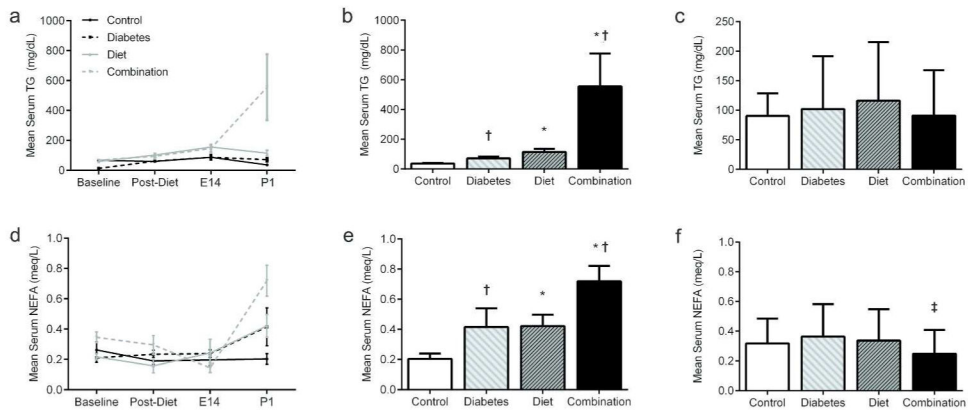 a
Mean Serum TG (mg/dL)
1000
800
600
400
200
0
Control
Diabetes
Diet
Combination
Baseline Post-Diet E14 P1
b
Mean Serum TG (mg/dL)
1000
800
600
400
200
0
†
*
* †
Control Diabetes Diet Combination
c
Mean Serum TG (mg/dL)
250
200
150
100
50
0
Control Diabetes Diet Combination
d
Mean Serum NEFA (meq/L)
1.0
0.8
0.6
0.4
0.2
0.0
Baseline Post-Diet E14 P1
e
Mean Serum NEFA (meq/L)
1.0
0.8
0.6
0.4
0.2
0.0
†
*
* †
Control Diabetes Diet Combination
f
Mean Serum NEFA (meq/L)
1.0
0.8
0.6
0.4
0.2
0.0
‡
Control Diabetes Diet Combination